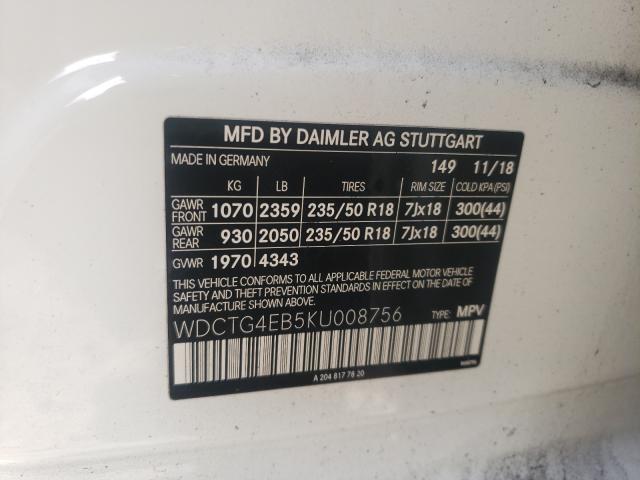 MFD BY DAIMLER AG STUTTGART
MADE IN GERMANY 149 11/18
KG LB TIRES RIM SIZE COLD KPA(PSI)
GAWR FRONT 1070 2359 235/50 R18 7Jx18 300(44)
GAWR REAR 930 2050 235/50 R18 7Jx18 300(44)
GVWR 1970 4343
THIS VEHICLE CONFORMS TO ALL APPLICABLE FEDERAL MOTOR VEHICLE
SAFETY AND THEFT PREVENTION STANDARDS IN EFFECT ON THE DATE OF
MANUFACTURE SHOWN ABOVE.
WDCTG4EB5KU008756 TYPE: MPV
A 204 817 78 20